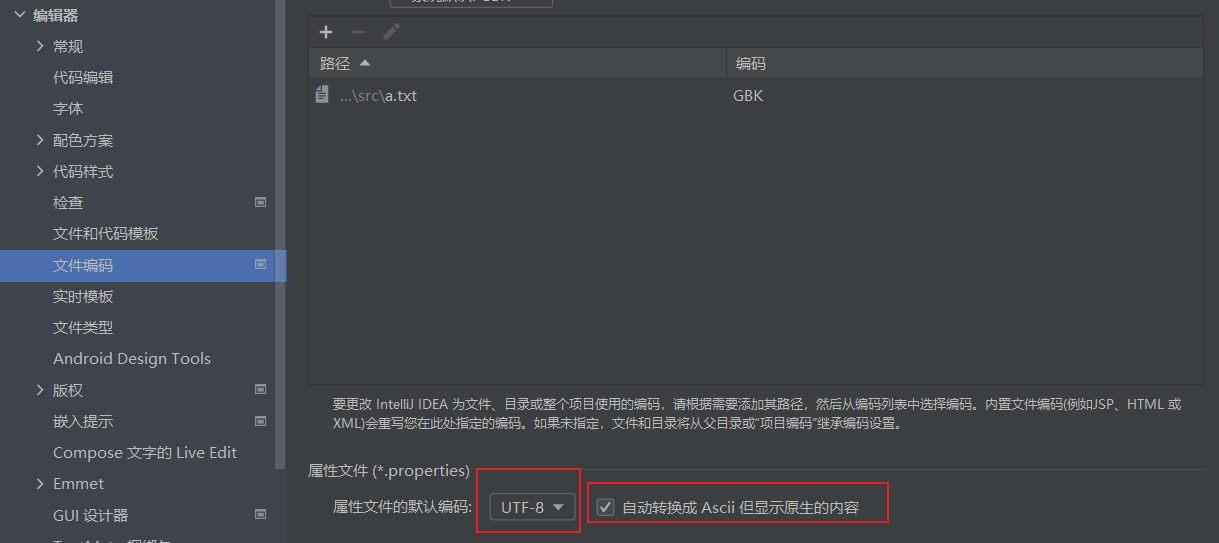 编辑器
常规
代码编辑
字体
配色方案
代码样式
检查
文件和代码模板
文件编码
实时模板
文件类型
Android Design Tools
版权
嵌入提示
Compose 文字的 Live Edit
Emmet
GUI 设计器
路径 编码
...\src\a.txt GBK
要更改 IntelliJ IDEA 为文件、目录或整个项目使用的编码，请根据需要添加其路径，然后从编码列表中选择编码。内置文件编码(例如JSP、HTML 或
XML)会重写您在此处指定的编码。如果未指定，文件和目录将从父目录或"项目编码"继承编码设置。
属性文件 (*.properties)
属性文件的默认编码: UTF-8 自动转换成 Ascii 但显示原生的内容